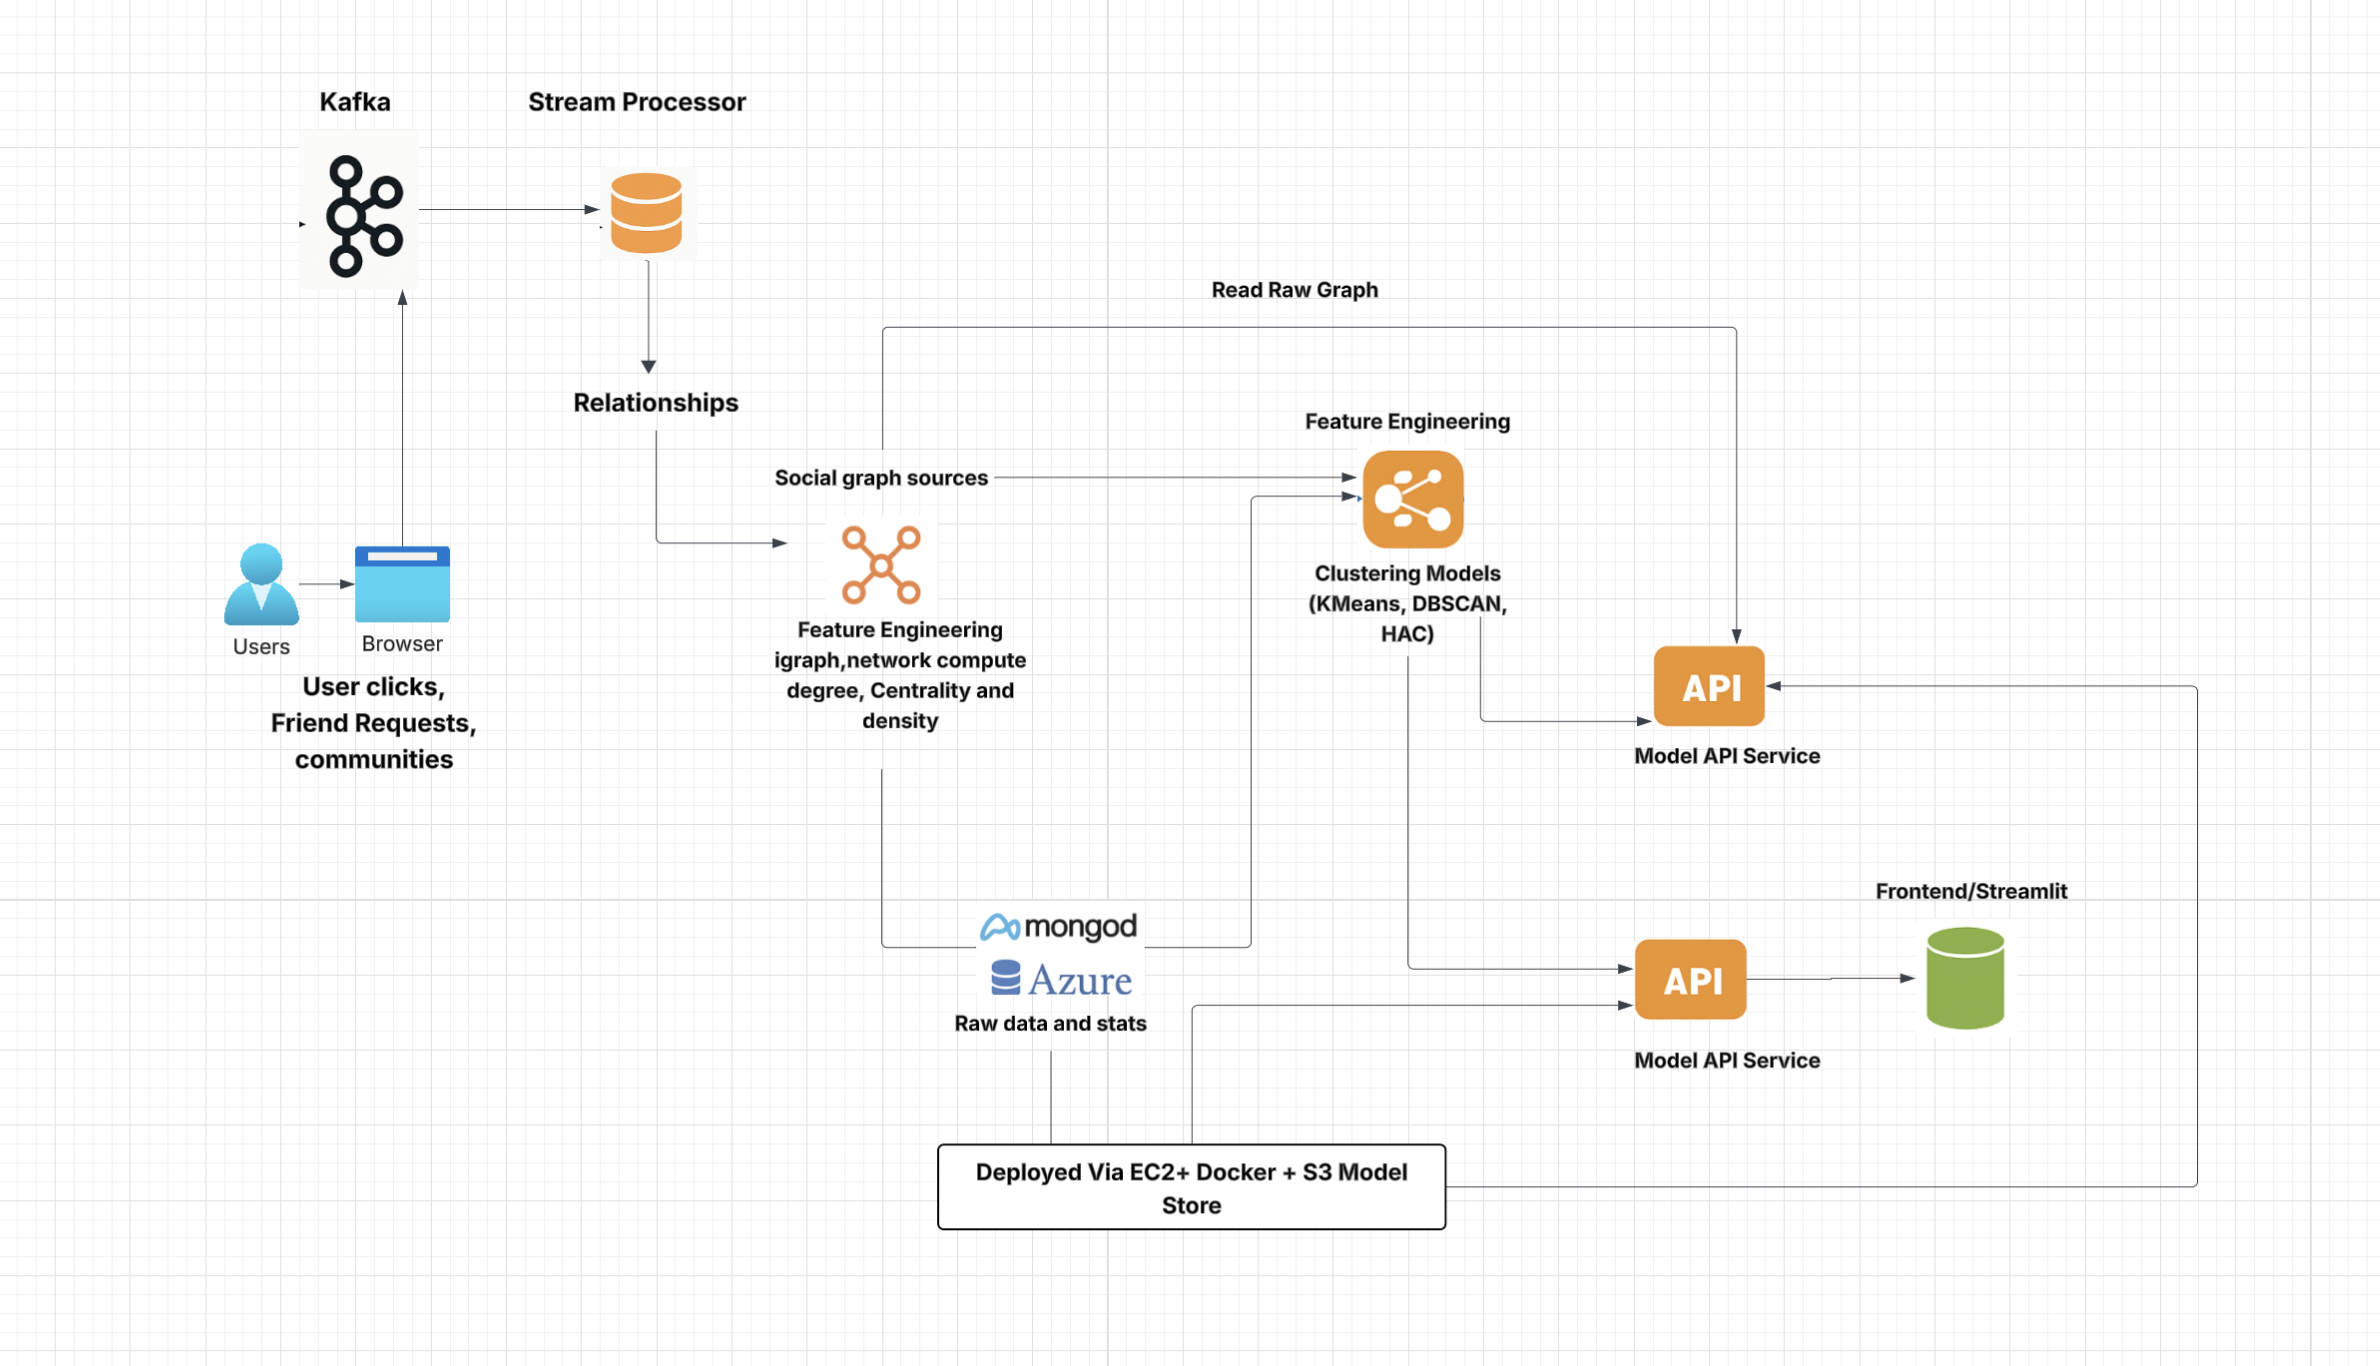 Kafka
Stream Processor
Read Raw Graph
Relationships
Feature Engineering
Social graph sources
Clustering Models
(KMeans, DBSCAN,
HAC)
Users
Browser
User clicks,
Friend Requests,
communities
Feature Engineering
igraph,network compute
degree, Centrality and
density
API
Model API Service
Frontend/Streamlit
mongod
Azure
Raw data and stats
API
Model API Service
Deployed Via EC2+ Docker + S3 Model
Store